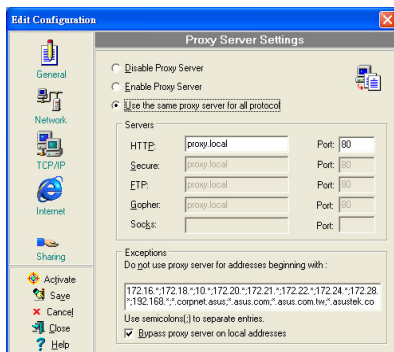 Edit Configuration
Proxy Server Settings
General
Network
TCP/IP
Internet
Sharing
Activate
Save
Cancel
Close
? Help
Disable Proxy Server
Enable Proxy Server
Use the same proxy server for all protocol
Servers
HTTP: proxy.local Port: 80
Secure: proxy.local Port: 80
FTP: proxy.local Port: 80
Gopher: proxy.local Port: 80
Socks: Port:
Exceptions
Do not use proxy server for addresses beginning with :
172.16.*;172.18.*;10.*;172.20.*;172.21.*;172.22.*;172.24.*;172.28.
*;192.168.*;*.corpnet.asus;*.asus.com;*.asus.com.tw;*.asustek.co
Use semicolons(;) to separate entries.
Bypass proxy server on local addresses